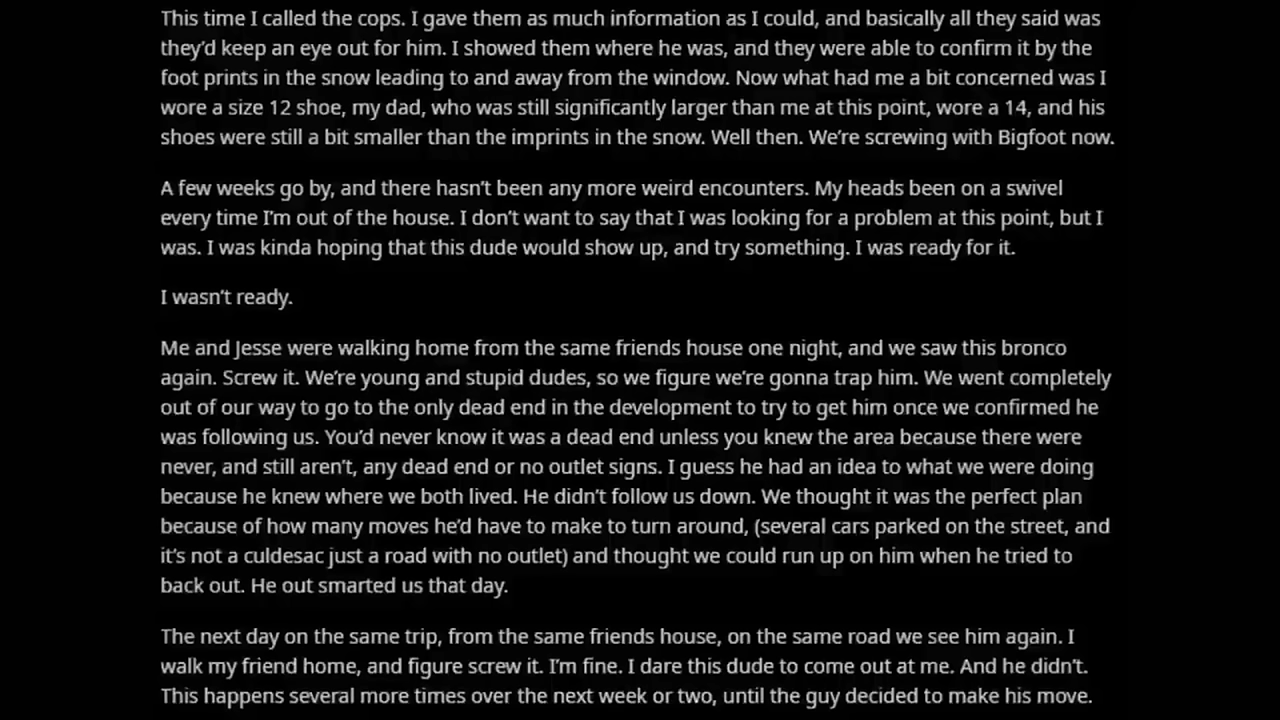 This time I called the cops. I gave them as much information as I could, and basically all they said was
they'd keep an eye out for him. I showed them where he was, and they were able to confirm it by the
foot prints in the snow leading to and away from the window. Now what had me a bit concerned was I
wore a size 12 shoe, my dad, who was still significantly larger than me at this point, wore a 14, and his
shoes were still a bit smaller than the imprints in the snow. Well then. We're screwing with Bigfoot now.
A few weeks go by, and there hasn't been any more weird encounters. My heads been on a swivel
every time I'm out of the house. I don't want to say that I was looking for a problem at this point, but I
was. I was kinda hoping that this dude would show up, and try something. I was ready for it.
I wasn't ready.
Me and Jesse were walking home from the same friends house one night, and we saw this bronco
again. Screw it. We're young and stupid dudes, so we figure we're gonna trap him. We went completely
out of our way to go to the only dead end in the development to try to get him once we confirmed he
was following us. You'd never know it was a dead end unless you knew the area because there were
never, and still aren't, any dead end or no outlet signs. I guess he had an idea to what we were doing
because he knew where we both lived. He didn't follow us down. We thought it was the perfect plan
because of how many moves he'd have to make to turn around, (several cars parked on the street, and
it's not a culdesac just a road with no outlet) and thought we could run up on him when he tried to
back out. He out smarted us that day.
The next day on the same trip, from the same friends house, on the same road we see him again. I
walk my friend home, and figure screw it. I'm fine. I dare this dude to come out at me. And he didn't.
This happens several more times over the next week or two, until the guy decided to make his move.